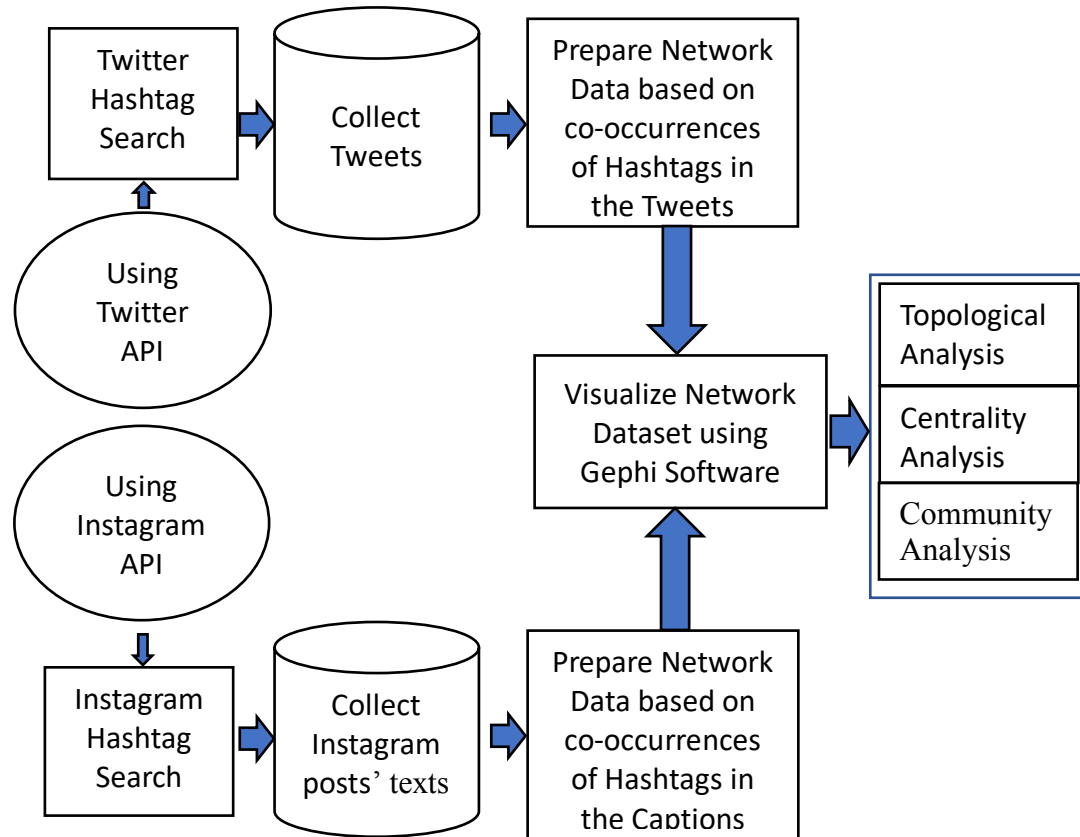 Twitter
Hashtag
Search
Collect
Tweets
Prepare Network
Data based on
co-occurrences
of Hashtags in
the Tweets
Using
Twitter
API
Topological
Analysis
Centrality
Analysis
Community
Analysis
Visualize Network
Dataset using
Gephi Software
Using
Instagram
API
Instagram
Hashtag
Search
Collect
Instagram
posts’ texts
Prepare Network
Data based on
co-occurrences
of Hashtags in
the Captions